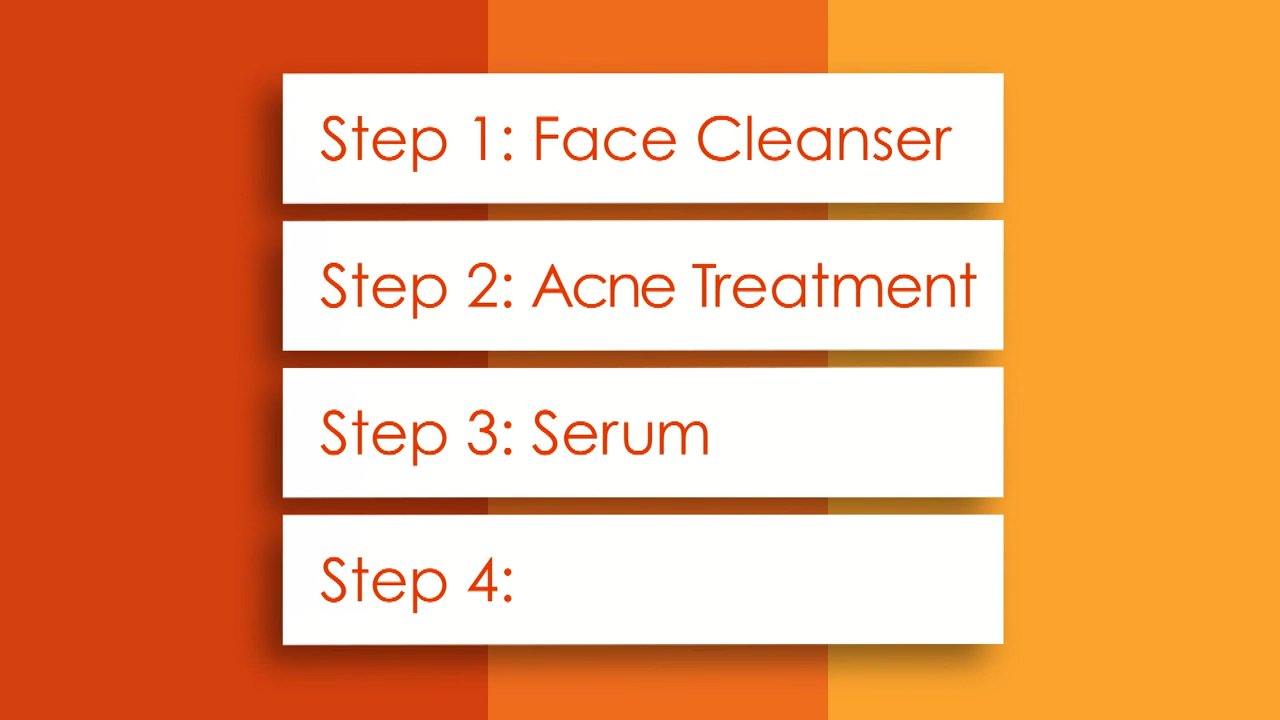 Step 1: Face Cleanser
Step 2: Acne Treatment
Step 3: Serum
Step 4: